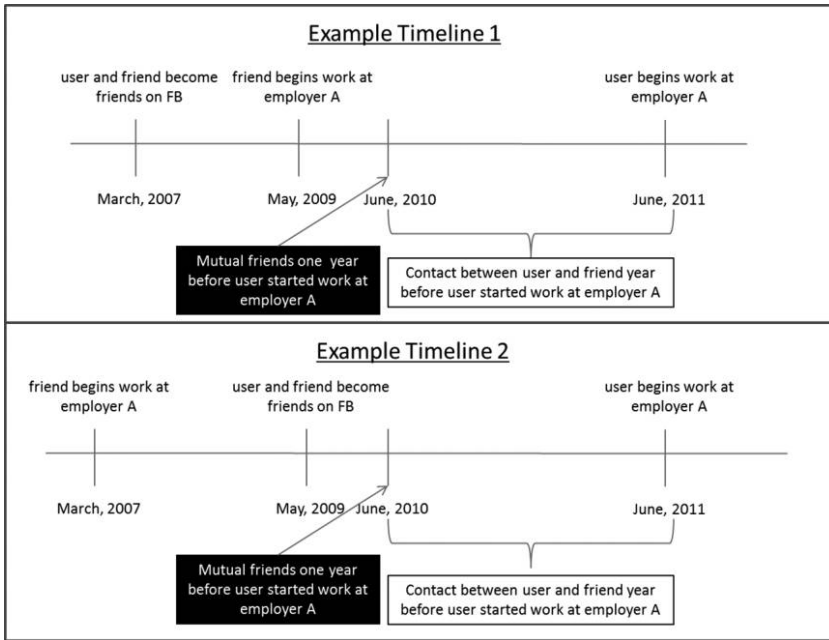 Example Timeline 1
user and friend become
friends on FB
friend begins work at
employer A
user begins work at
employer A
March, 2007
May, 2009
June, 2010
June, 2011
Mutual friends one year
before user started work at
employer A
Contact between user and friend year
before user started work at employer A
Example Timeline 2
friend begins work at
employer A
user and friend become
friends on FB
user begins work at
employer A
March, 2007
May, 2009
June, 2010
June, 2011
Mutual friends one year
before user started work at
employer A
Contact between user and friend year
before user started work at employer A